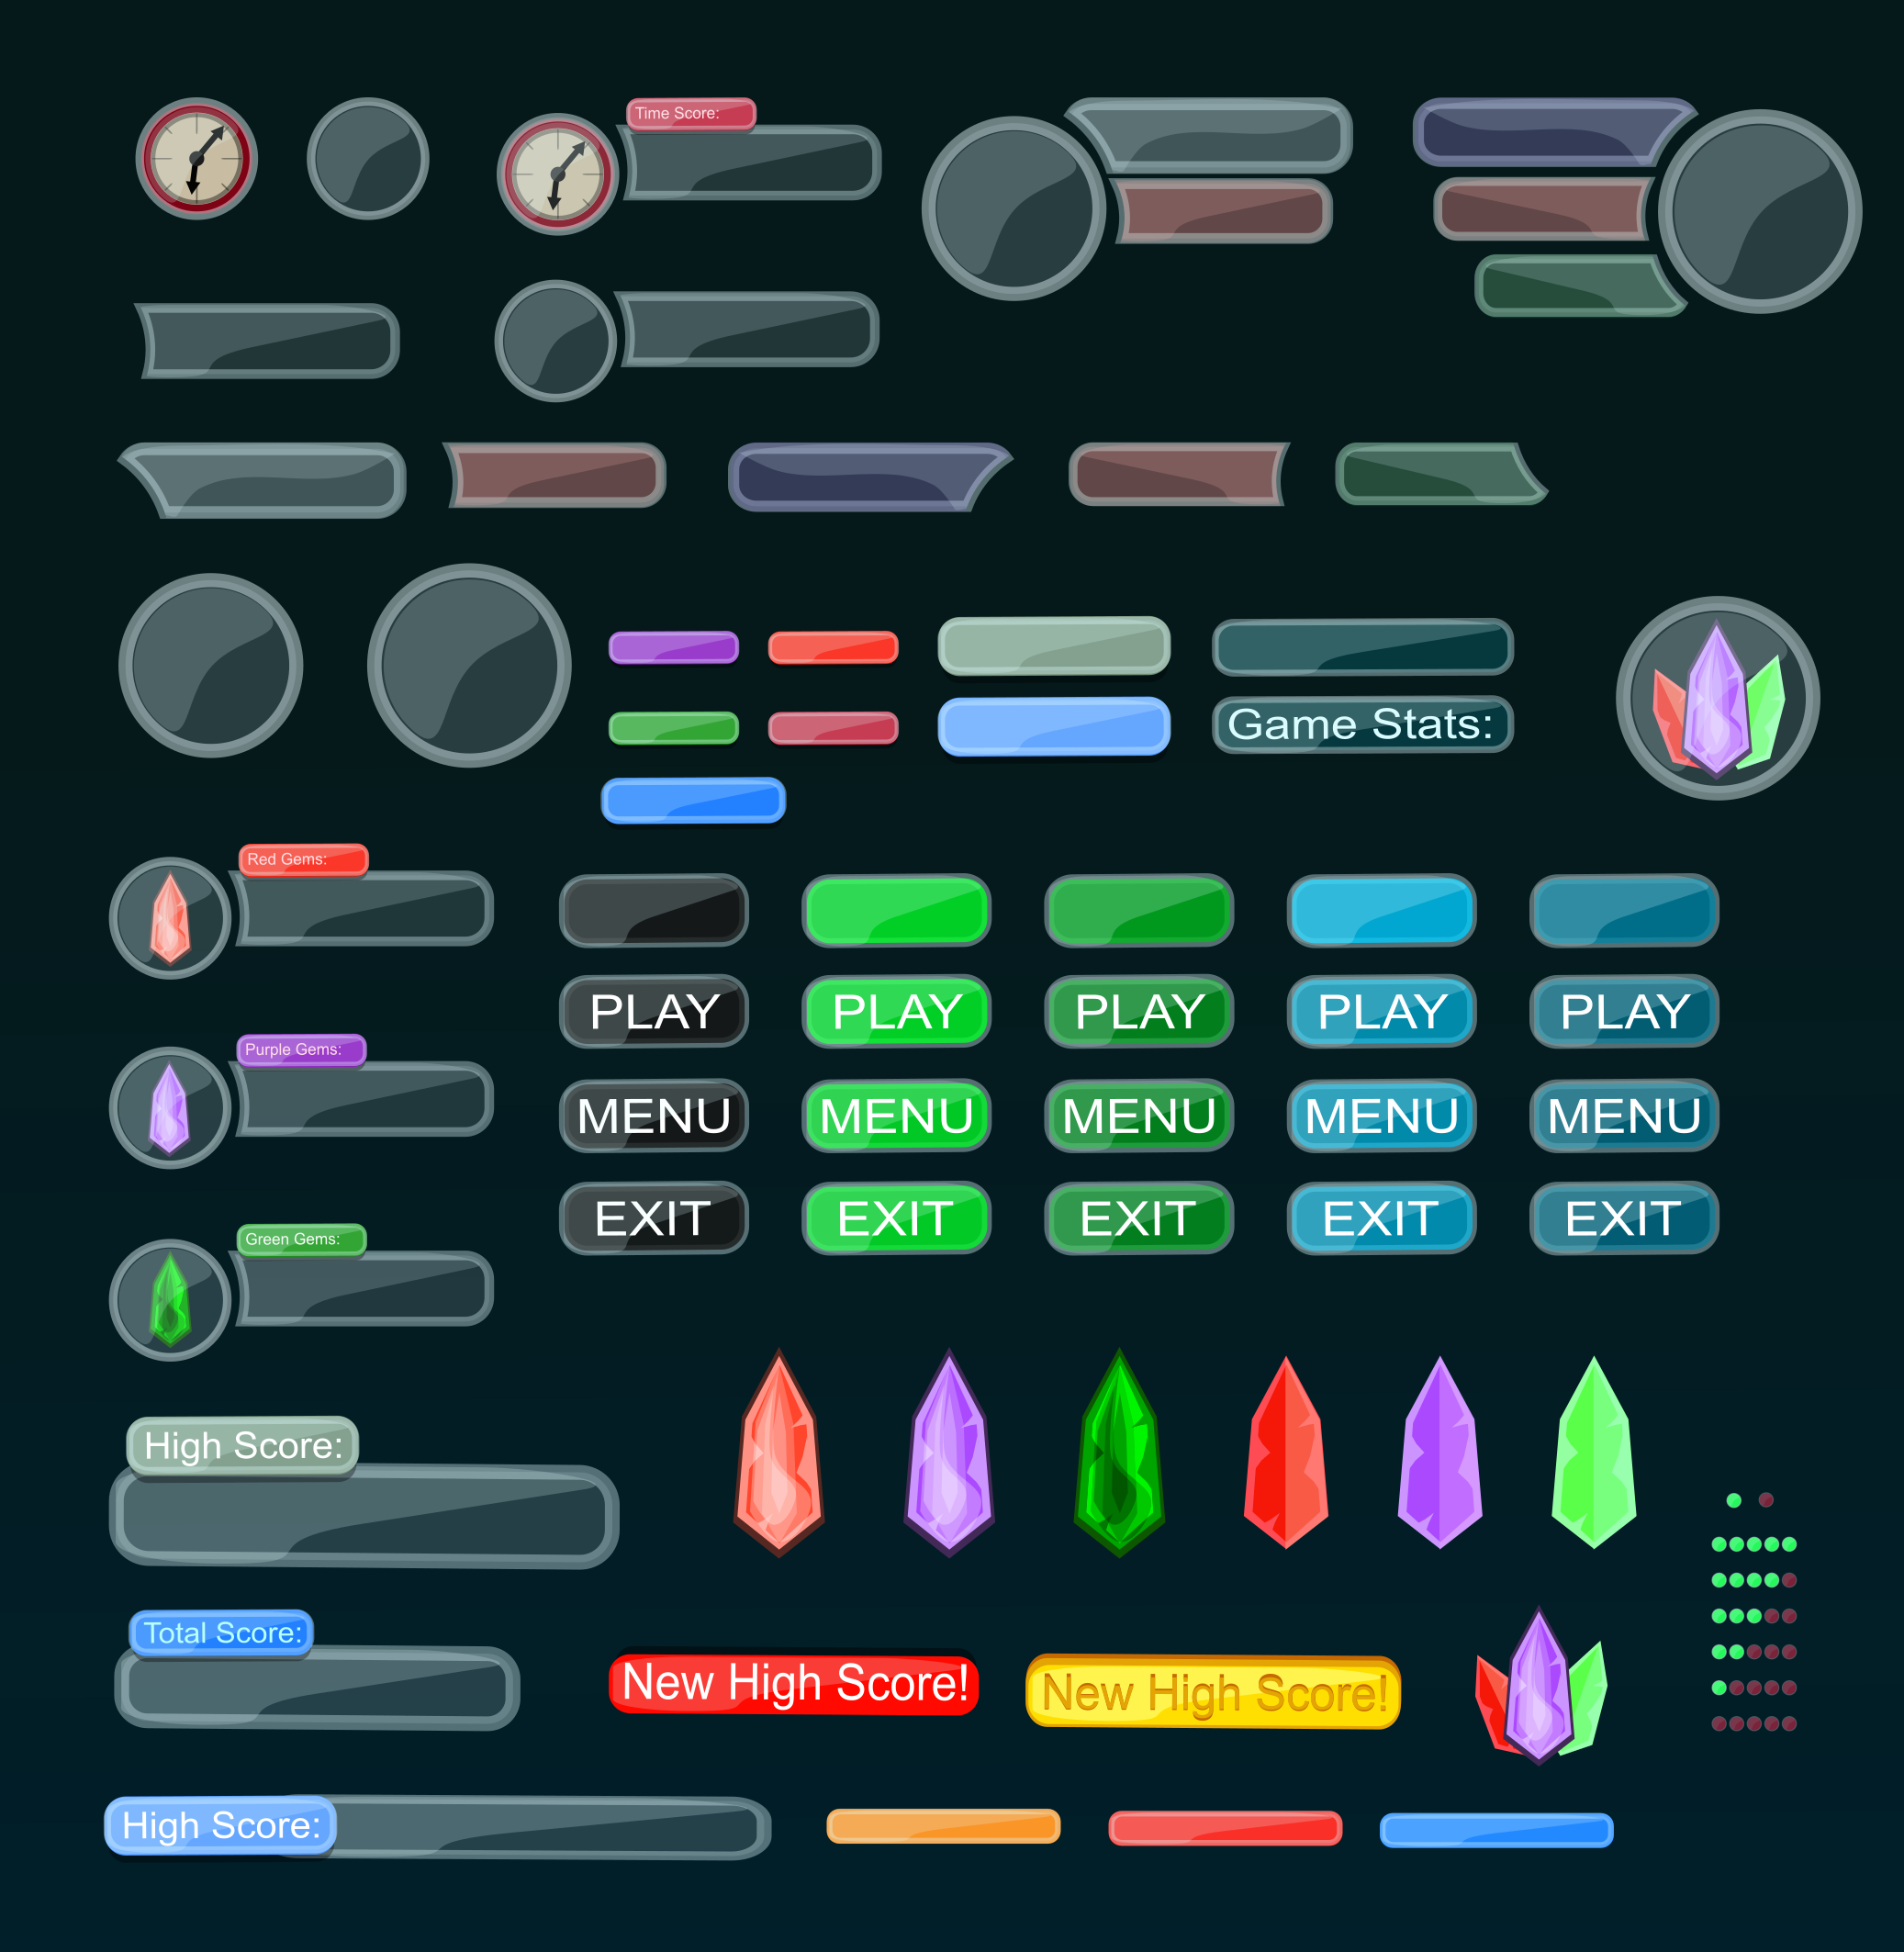 Time Score:
Game Stats:
Red Gems:
PLAY PLAY PLAY PLAY PLAY
Purple Gems:
MENU MENU MENU MENU MENU
EXIT EXIT EXIT EXIT EXIT
Green Gems:
High Score:
Total Score:
New High Score!
New High Score!
High Score: